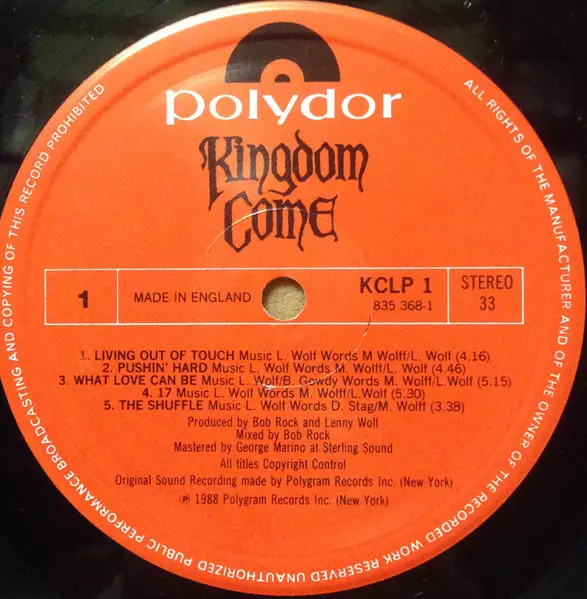 polydor
Kingdom
Come
1
MADE IN ENGLAND
KCLP 1
835 368-1
STEREO
33
1. LIVING OUT OF TOUCH Music L. Wolf Words M Wolff/L. Wolf (4.16)
2. PUSHIN' HARD Music L. Wolf Words M. Wolff/L. Wolf (4.46)
3. WHAT LOVE CAN BE Music L. Wolf/B. Gowdy Words M. Wolff/L.Wolf (5.15)
4. 17 Music L. Wolf Words M. Wolff/L.Wolf (5.30)
5. THE SHUFFLE Music L. Wolf Words D. Stag/M. Wolff (3.38)
Produced by Bob Rock and Lenny Wolf
Mixed by Bob Rock
Mastered by George Marino at Sterling Sound
All titles Copyright Control
Original Sound Recording made by Polygram Records Inc. (New York)
℗ 1988 Polygram Records Inc. (New York)
ALL RIGHTS OF THE MANUFACTURER AND OF THE OWNER OF THE RECORDED WORK RESERVED UNAUTHORIZED PUBLIC PERFORMANCE BROADCASTING AND COPYING OF THIS RECORD PROHIBITED